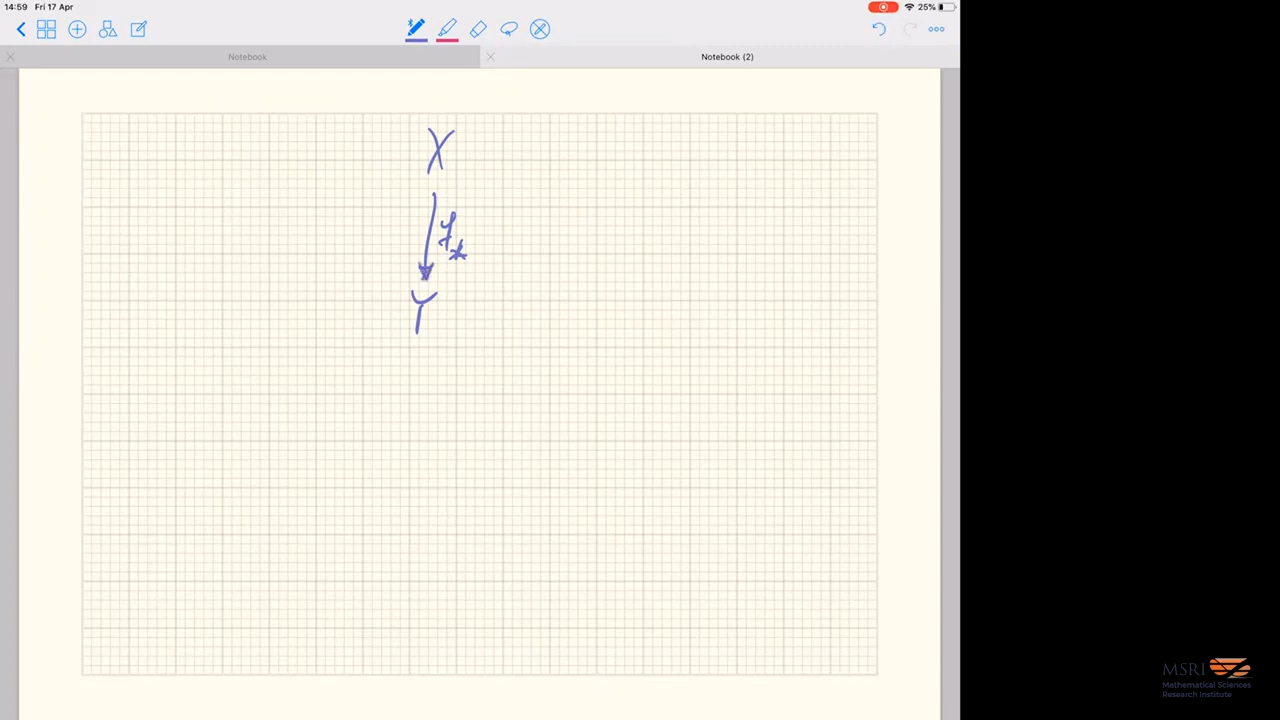 14:59 Fri 17 Apr
25%
Notebook
Notebook (2)
X
f*
Y
MSRI
Mathematical Sciences
Research Institute